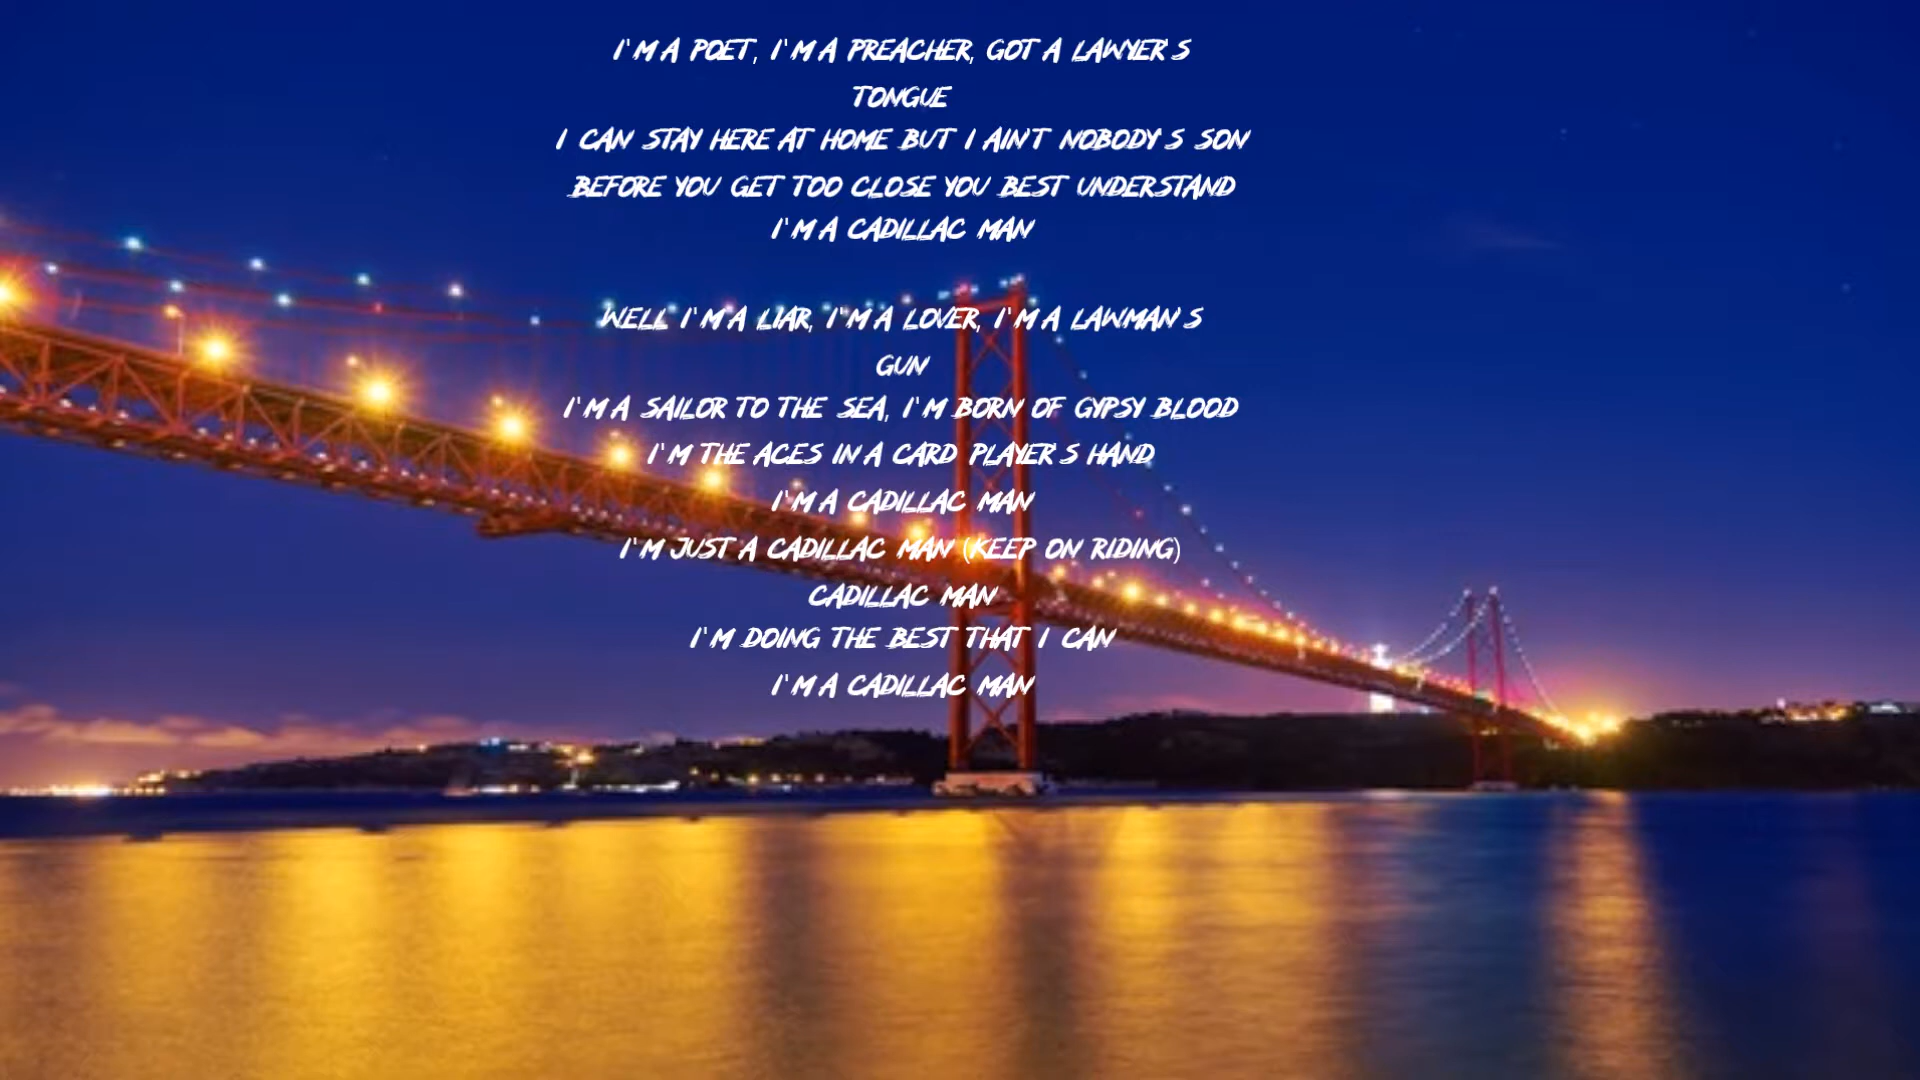 I'M A POET, I'M A PREACHER, GOT A LAWYER'S
TONGUE
I CAN STAY HERE AT HOME BUT I AIN'T NOBODY'S SON
BEFORE YOU GET TOO CLOSE YOU BEST UNDERSTAND
I'M A CADILLAC MAN
WELL I'M A LIAR, I'M A LOVER, I'M A LAWMAN'S
GUN
I'M A SAILOR TO THE SEA, I'M BORN OF GYPSY BLOOD
I'M THE ACES IN A CARD PLAYER'S HAND
I'M A CADILLAC MAN
I'M JUST A CADILLAC MAN (KEEP ON RIDING)
CADILLAC MAN
I'M DOING THE BEST THAT I CAN
I'M A CADILLAC MAN